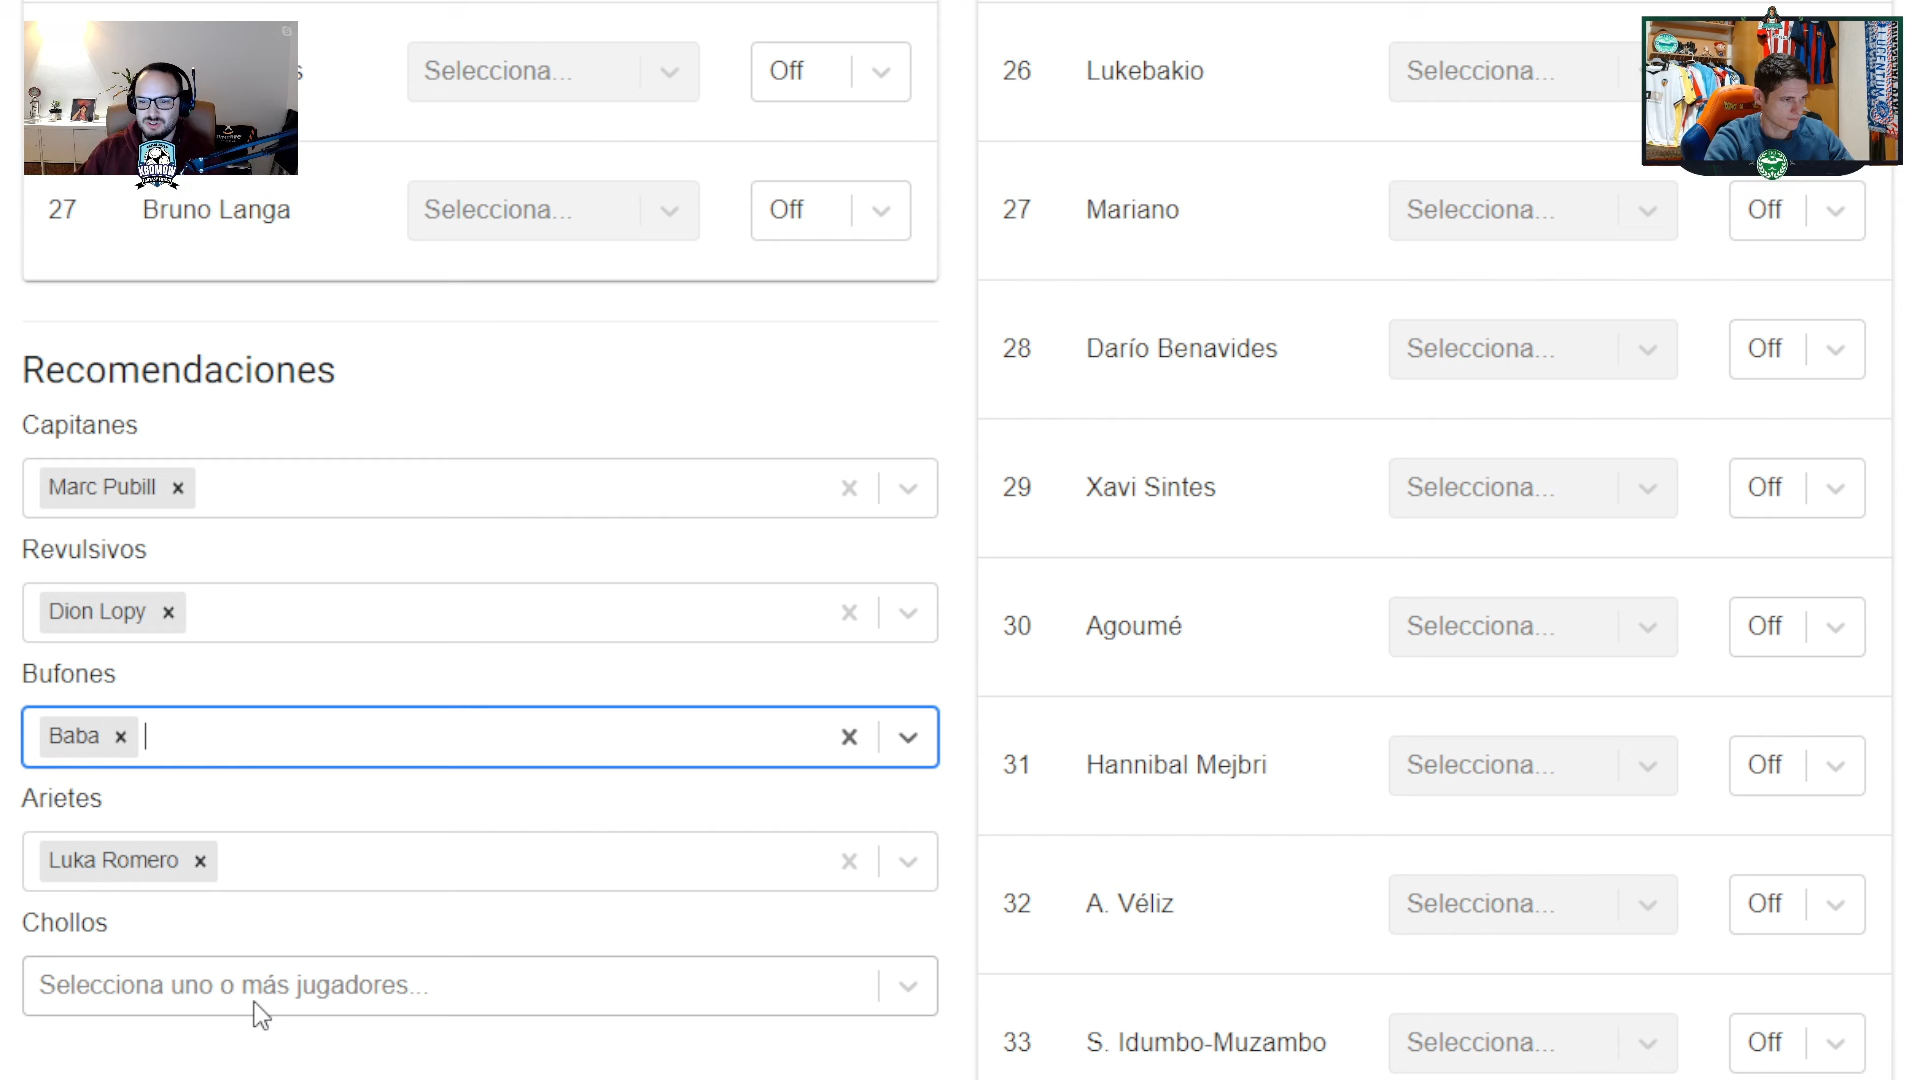 s Selecciona... Off
27 Bruno Langa Selecciona... Off
Recomendaciones
Capitanes
Marc Pubill ×
Revulsivos
Dion Lopy ×
Bufones
Baba ×
Arietes
Luka Romero ×
Chollos
Selecciona uno o más jugadores...
26 Lukebakio Selecciona...
27 Mariano Selecciona... Off
28 Darío Benavides Selecciona... Off
29 Xavi Sintes Selecciona... Off
30 Agoumé Selecciona... Off
31 Hannibal Mejbri Selecciona... Off
32 A. Véliz Selecciona... Off
33 S. Idumbo-Muzambo Selecciona... Off